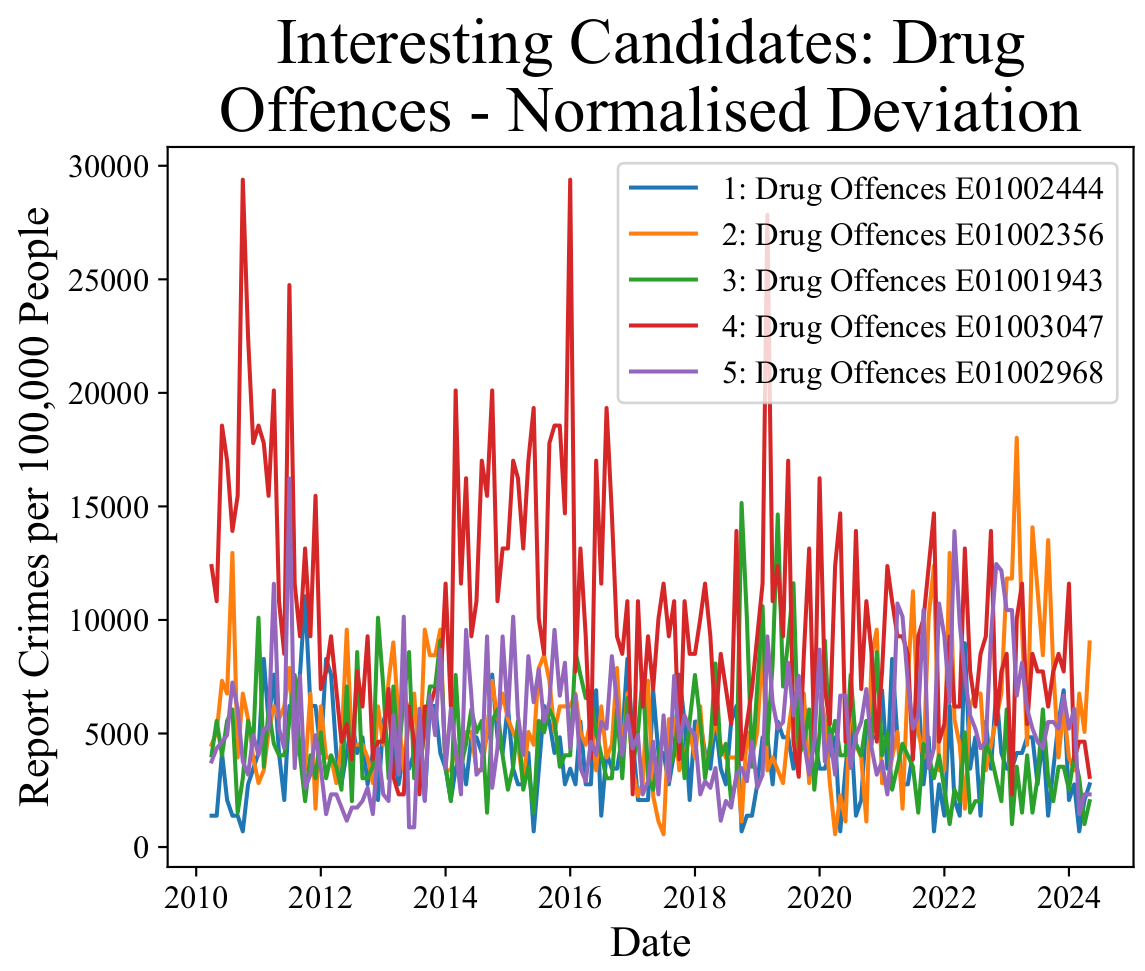 Interesting Candidates: Drug
Offences - Normalised Deviation
Report Crimes per 100,000 People
30000
25000
20000
15000
10000
5000
0
1: Drug Offences E01002444
2: Drug Offences E01002356
3: Drug Offences E01001943
4: Drug Offences E01003047
5: Drug Offences E01002968
2010 2012 2014 2016 2018 2020 2022 2024
Date